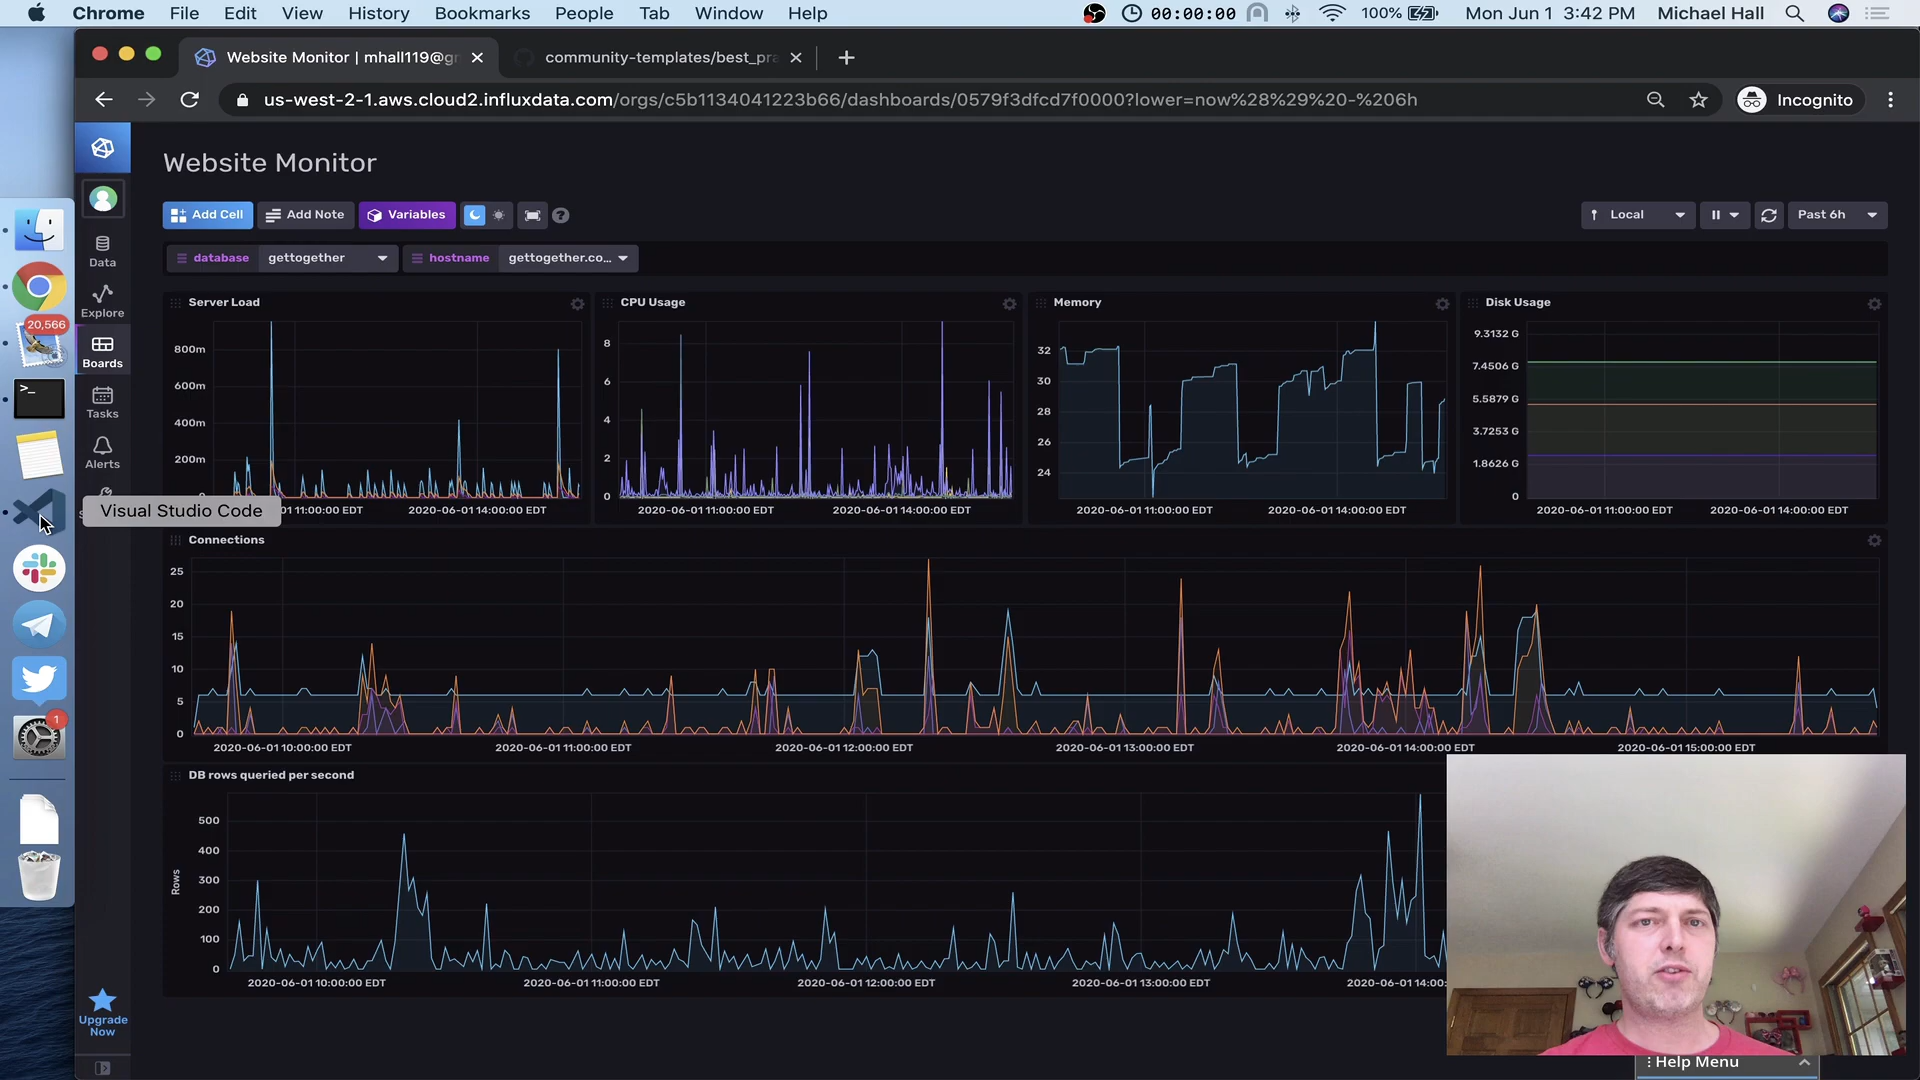 Chrome File Edit View History Bookmarks People Tab Window Help 00:00:00 100% Mon Jun 1 3:42 PM Michael Hall
Website Monitor | mhall119@g
community-templates/best_pra
us-west-2-1.aws.cloud2.influxdata.com/orgs/c5b1134041223b66/dashboards/0579f3dfcd7f0000?lower=now%28%29%20-%206h
Incognito
Website Monitor
Add Cell
Add Note
Variables
Local
Past 6h
database gettogether
hostname gettogether.co...
Data
Explore
Boards
Tasks
Alerts
Upgrade
Now
20,566
>_
Visual Studio Code
1
Server Load
800m
600m
400m
200m
0
11:00:00 EDT
2020-06-01 14:00:00 EDT
CPU Usage
8
6
4
2
0
2020-06-01 11:00:00 EDT
2020-06-01 14:00:00 EDT
Memory
32
30
28
26
24
2020-06-01 11:00:00 EDT
2020-06-01 14:00:00 EDT
Disk Usage
9.3132 G
7.4506 G
5.5879 G
3.7253 G
1.8626 G
0
2020-06-01 11:00:00 EDT
2020-06-01 14:00:00 EDT
Connections
25
20
15
10
5
0
2020-06-01 10:00:00 EDT
2020-06-01 11:00:00 EDT
2020-06-01 12:00:00 EDT
2020-06-01 13:00:00 EDT
2020-06-01 14:00:00 EDT
2020-06-01 15:00:00 EDT
DB rows queried per second
Rows
500
400
300
200
100
0
2020-06-01 10:00:00 EDT
2020-06-01 11:00:00 EDT
2020-06-01 12:00:00 EDT
2020-06-01 13:00:00 EDT
2020-06-01 14:00:
Help Menu